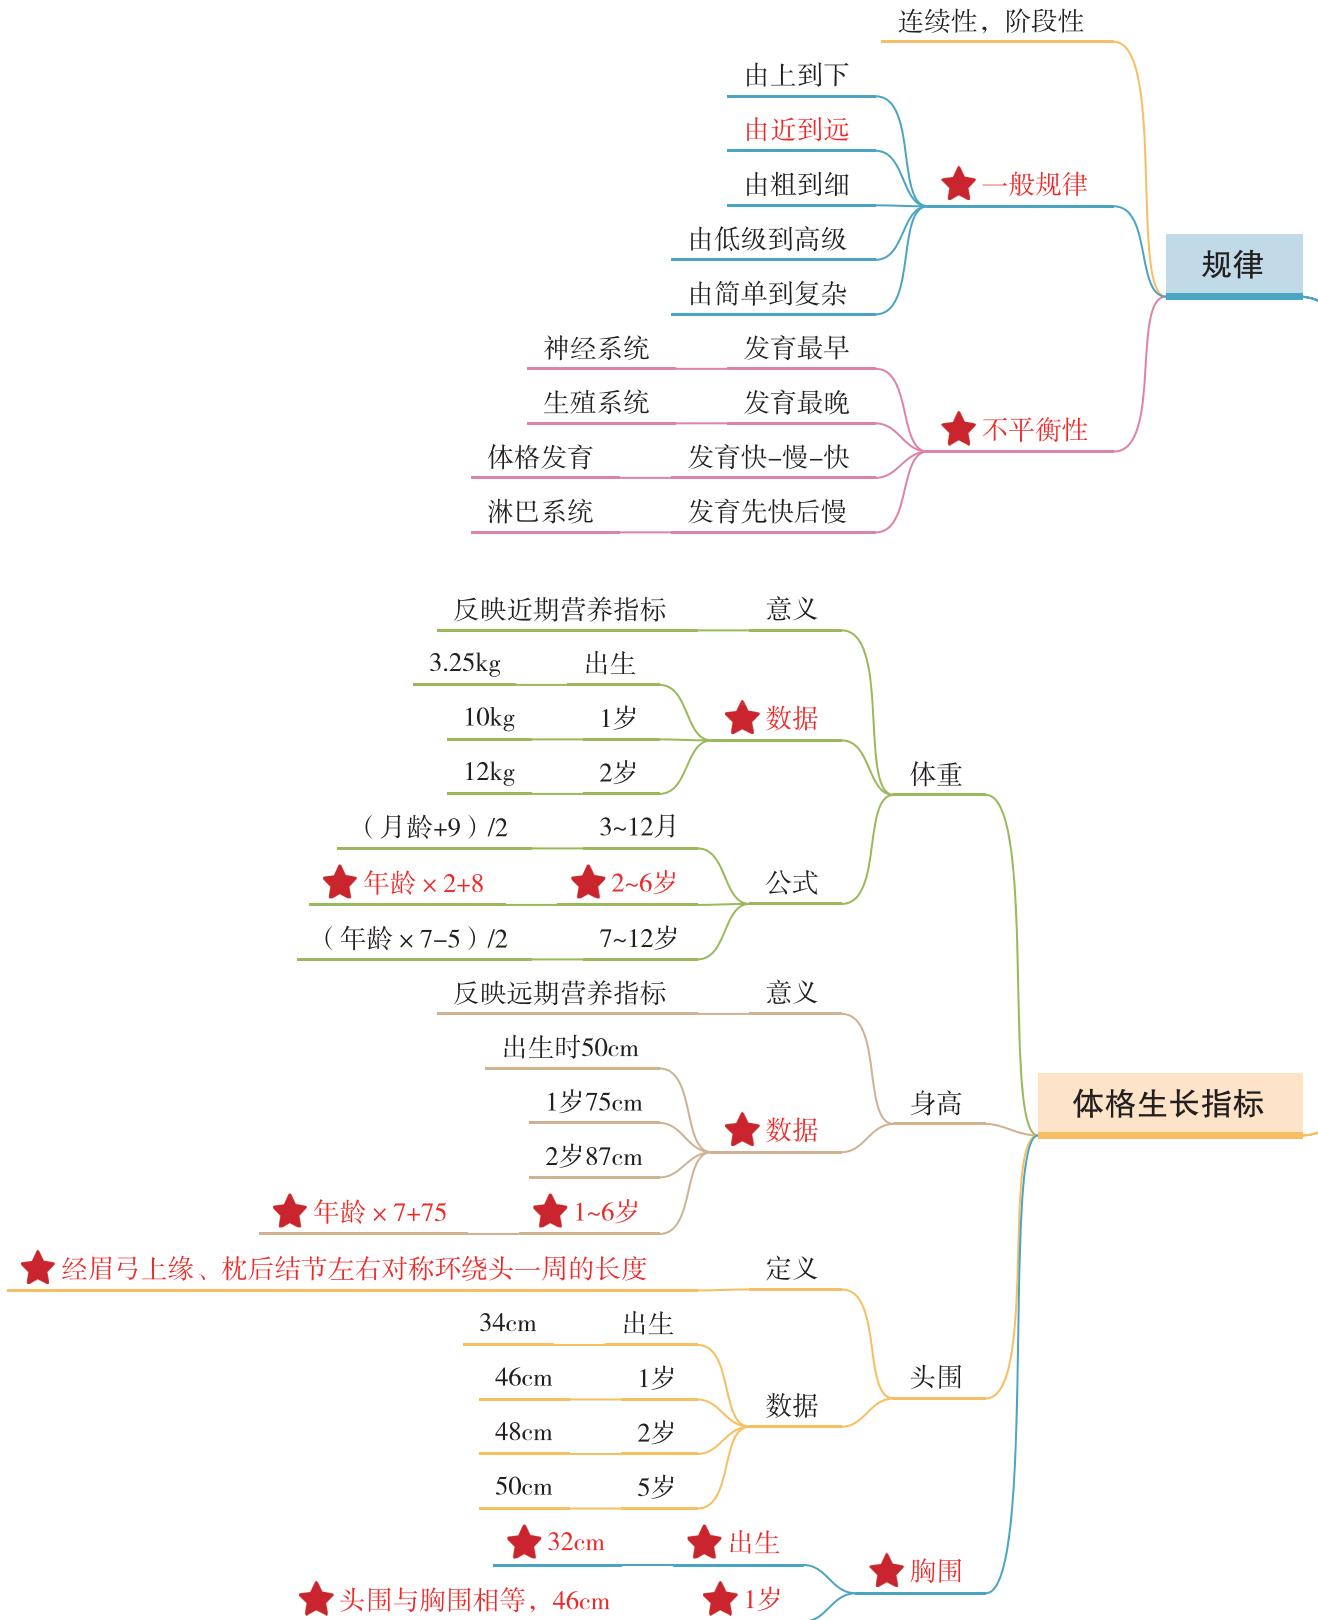 连续性，阶段性
由上到下
由近到远
由粗到细
由低级到高级
由简单到复杂
一般规律
规律
神经系统 发育最早
生殖系统 发育最晚
体格发育 发育快-慢-快
淋巴系统 发育先快后慢
不平衡性
反映近期营养指标 意义
3.25kg 出生
10kg 1岁
12kg 2岁
数据
体重
（月龄+9）/2 3~12月
年龄×2+8 2~6岁
（年龄×7-5）/2 7~12岁
公式
反映远期营养指标 意义
出生时50cm
1岁75cm
2岁87cm
年龄×7+75 1~6岁
数据
身高
体格生长指标
经眉弓上缘、枕后结节左右对称环绕头一周的长度 定义
34cm 出生
46cm 1岁
48cm 2岁
50cm 5岁
数据
头围
32cm 出生
头围与胸围相等，46cm 1岁
胸围